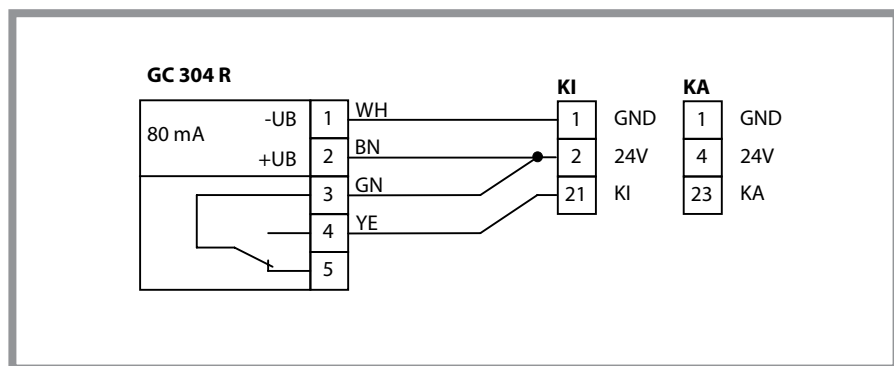 GC 304 R
KI
KA
80 mA
-UB 1 WH
+UB 2 BN
3 GN
4 YE
5
1 GND
2 24V
21 KI
1 GND
4 24V
23 KA